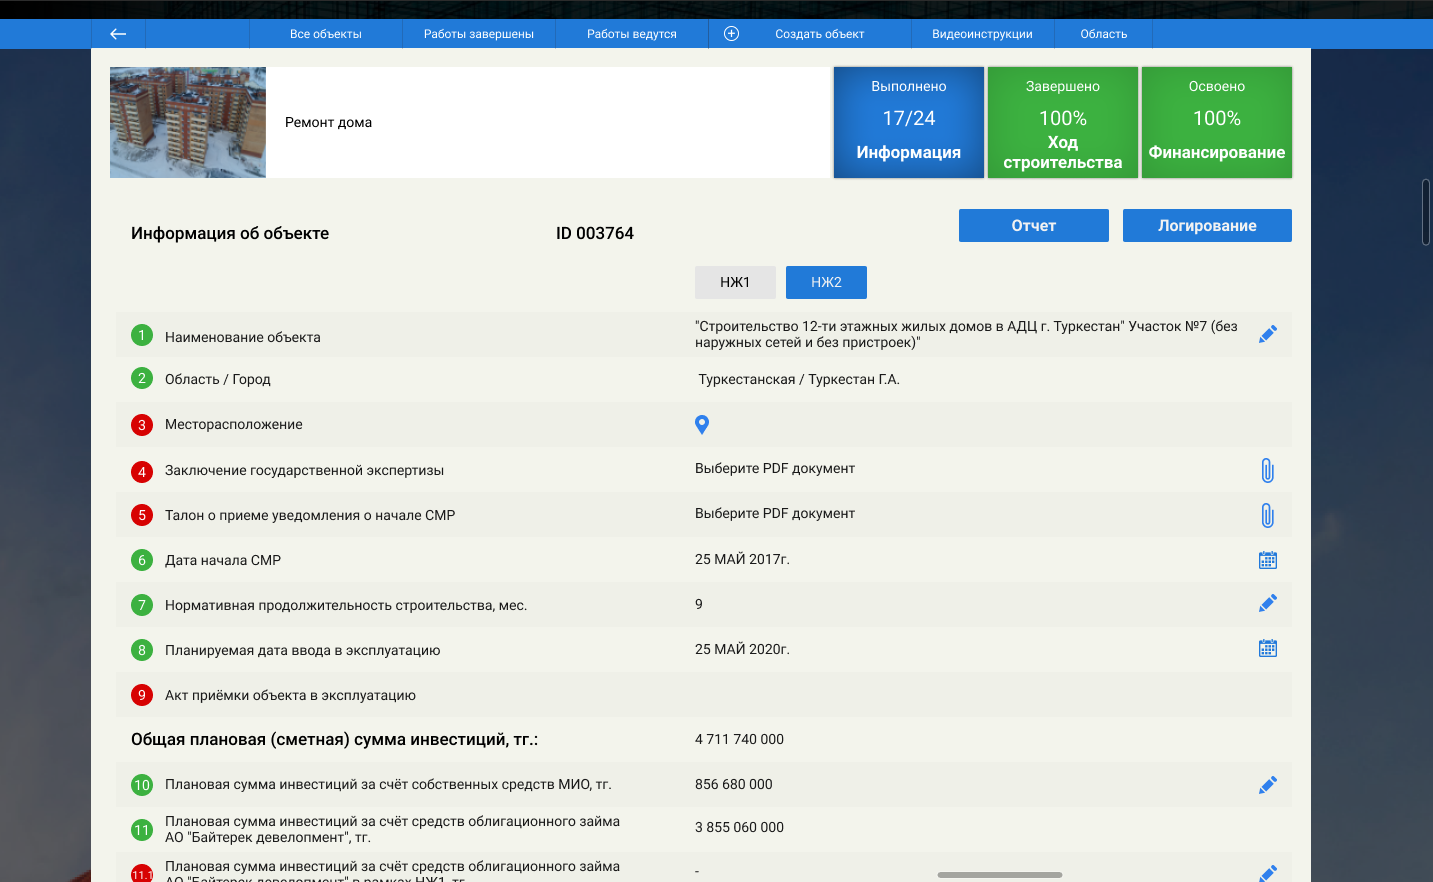 Все объекты
Работы завершены
Работы ведутся
Создать объект
Видеоинструкции
Область
Ремонт дома
Выполнено
17/24
Информация
Завершено
100%
Ход
строительства
Освоено
100%
Финансирование
Информация об объекте
ID 003764
Отчет
Логирование
НЖ1
НЖ2
1
Наименование объекта
"Строительство 12-ти этажных жилых домов в АДЦ г. Туркестан" Участок №7 (без
наружных сетей и без пристроек)"
2
Область / Город
Туркестанская / Туркестан Г.А.
3
Месторасположение
4
Заключение государственной экспертизы
Выберите PDF документ
5
Талон о приеме уведомления о начале СМР
Выберите PDF документ
6
Дата начала СМР
25 МАЙ 2017г.
7
Нормативная продолжительность строительства, мес.
9
8
Планируемая дата ввода в эксплуатацию
25 МАЙ 2020г.
9
Акт приёмки объекта в эксплуатацию
Общая плановая (сметная) сумма инвестиций, тг.:
4 711 740 000
10
Плановая сумма инвестиций за счёт собственных средств МИО, тг.
856 680 000
11
Плановая сумма инвестиций за счёт средств облигационного займа
АО "Байтерек девелопмент", тг.
3 855 060 000
11.1
Плановая сумма инвестиций за счёт средств облигационного займа
АО "Байтерек девелопмент" в рамках НЖ1, тг.
-